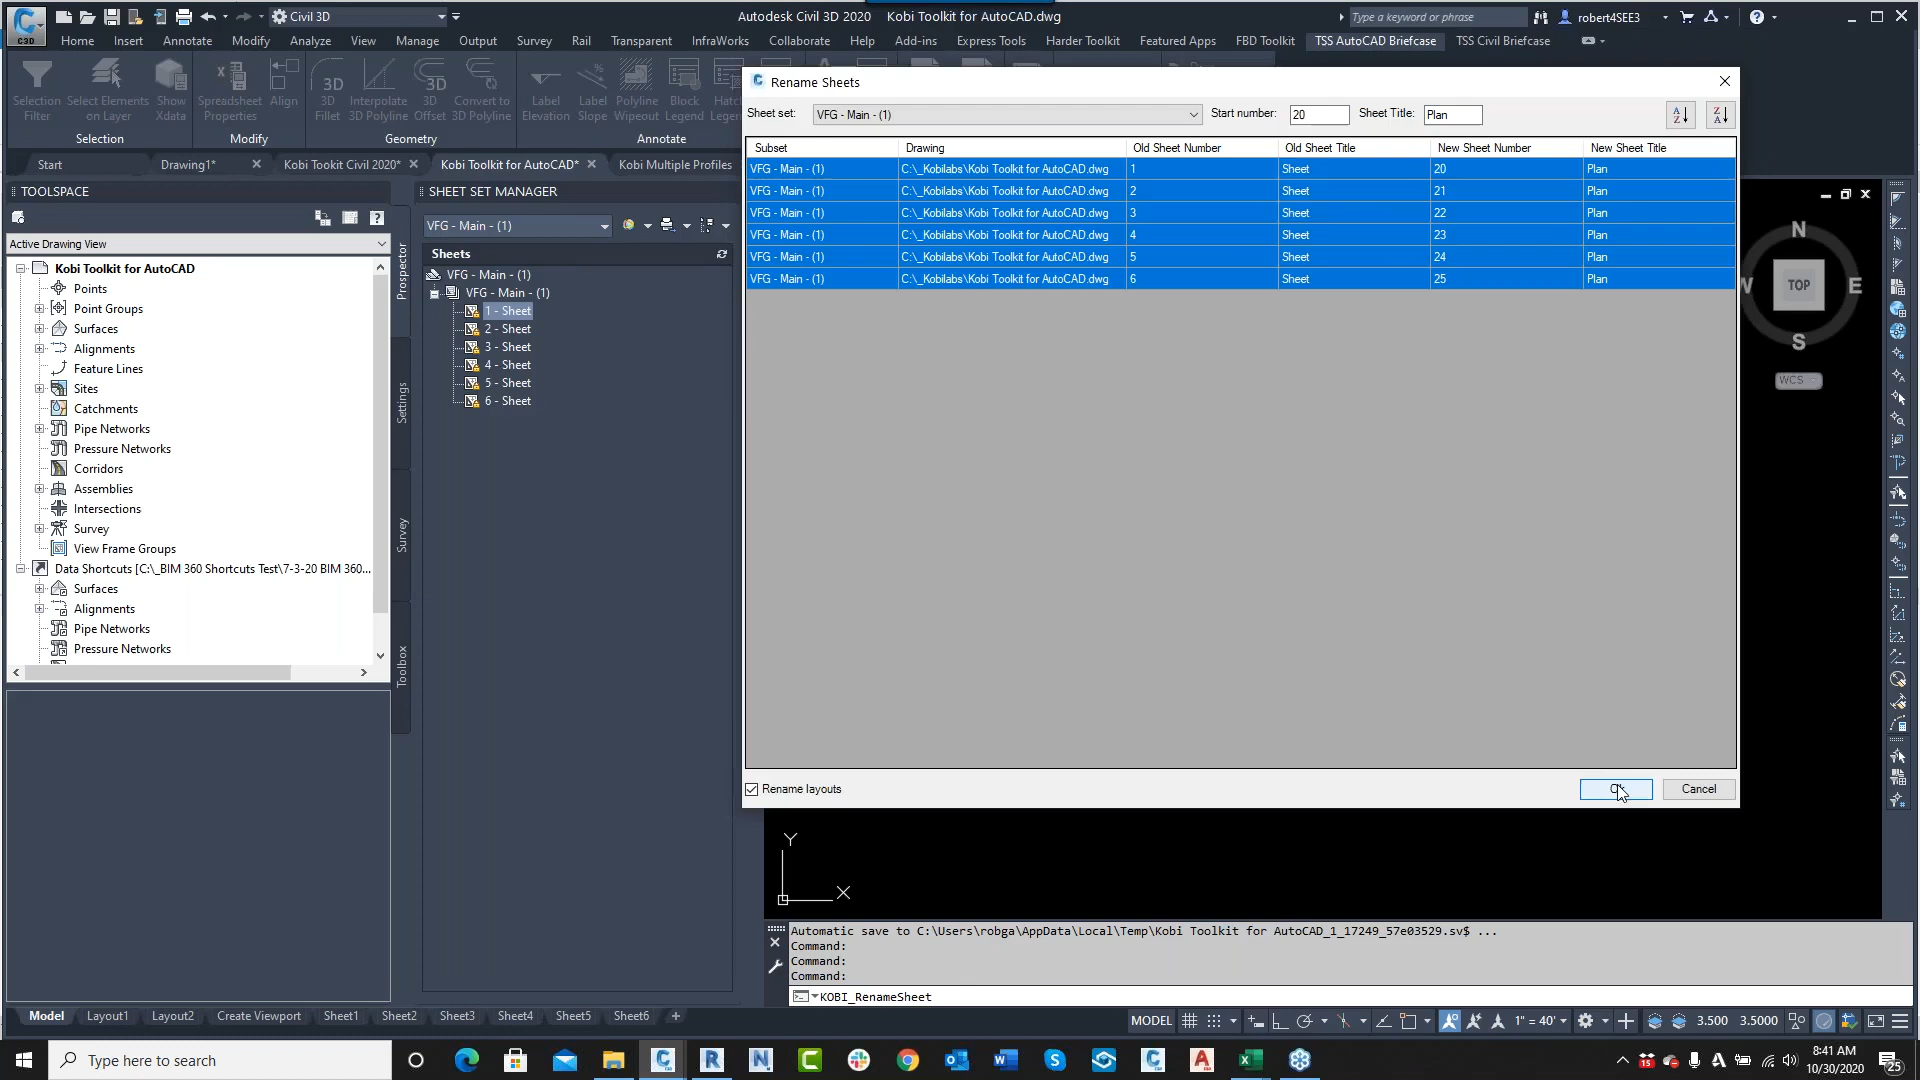 C3D
Civil 3D
Autodesk Civil 3D 2020 Kobi Toolkit for AutoCAD.dwg
Type a keyword or phrase
robert4SEE3
Home Insert Annotate Modify Analyze View Manage Output Survey Rail Transparent InfraWorks Collaborate Help Add-ins Express Tools Harder Toolkit Featured Apps FBD Toolkit TSS AutoCAD Briefcase TSS Civil Briefcase
Selection Filter
Select Elements on Layer
Show Xdata
Spreadsheet Properties
Align
3D Fillet
Interpolate 3D Polyline
3D Offset
Convert to 3D Polyline
Label Elevation
Label Slope
Polyline Wipeout
Block Legend
Selection Modify Geometry Annotate
Start Drawing1* Kobi Tookit Civil 2020* Kobi Toolkit for AutoCAD* Kobi Multiple Profiles
TOOLSPACE
Active Drawing View
Kobi Toolkit for AutoCAD
Points
Point Groups
Surfaces
Alignments
Feature Lines
Sites
Catchments
Pipe Networks
Pressure Networks
Corridors
Assemblies
Intersections
Survey
View Frame Groups
Data Shortcuts [C:\_BIM 360 Shortcuts Test\7-3-20 BIM 360...
Surfaces
Alignments
Pipe Networks
Pressure Networks
Prospector
Settings
Survey
Toolbox
SHEET SET MANAGER
VFG - Main - (1)
Sheets
VFG - Main - (1)
VFG - Main - (1)
1 - Sheet
2 - Sheet
3 - Sheet
4 - Sheet
5 - Sheet
6 - Sheet
Rename Sheets
Sheet set: VFG - Main - (1) Start number: 20 Sheet Title: Plan
Subset Drawing Old Sheet Number Old Sheet Title New Sheet Number New Sheet Title
VFG - Main - (1) C:\_Kobilabs\Kobi Toolkit for AutoCAD.dwg 1 Sheet 20 Plan
VFG - Main - (1) C:\_Kobilabs\Kobi Toolkit for AutoCAD.dwg 2 Sheet 21 Plan
VFG - Main - (1) C:\_Kobilabs\Kobi Toolkit for AutoCAD.dwg 3 Sheet 22 Plan
VFG - Main - (1) C:\_Kobilabs\Kobi Toolkit for AutoCAD.dwg 4 Sheet 23 Plan
VFG - Main - (1) C:\_Kobilabs\Kobi Toolkit for AutoCAD.dwg 5 Sheet 24 Plan
VFG - Main - (1) C:\_Kobilabs\Kobi Toolkit for AutoCAD.dwg 6 Sheet 25 Plan
Rename layouts
Cancel
N
W TOP E
S
WCS
Y
X
Automatic save to C:\Users\robga\AppData\Local\Temp\Kobi Toolkit for AutoCAD_1_17249_57e03529.sv$ ...
Command:
Command:
Command:
KOBI_RenameSheet
Model Layout1 Layout2 Create Viewport Sheet1 Sheet2 Sheet3 Sheet4 Sheet5 Sheet6 +
MODEL 1" = 40' 3.500 3.5000
Type here to search
8:41 AM
10/30/2020
25